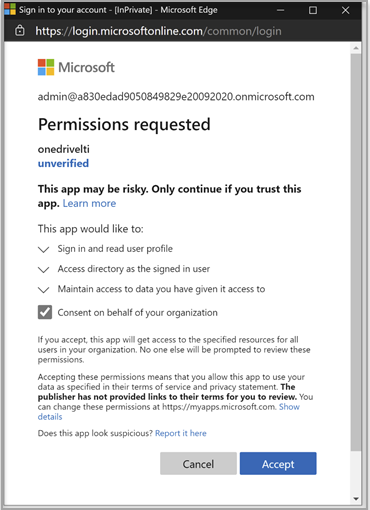 Sign in to your account - [InPrivate] - Microsoft Edge
https://login.microsoftonline.com/common/login
Microsoft
admin@a830edad9050849829e20092020.onmicrosoft.com
Permissions requested
onedrivelti
unverified
This app may be risky. Only continue if you trust this
app. Learn more
This app would like to:
Sign in and read user profile
Access directory as the signed in user
Maintain access to data you have given it access to
Consent on behalf of your organization
If you accept, this app will get access to the specified resources for all
users in your organization. No one else will be prompted to review these
permissions.
Accepting these permissions means that you allow this app to use your
data as specified in their terms of service and privacy statement. The
publisher has not provided links to their terms for you to review. You
can change these permissions at https://myapps.microsoft.com. Show
details
Does this app look suspicious? Report it here
Cancel
Accept